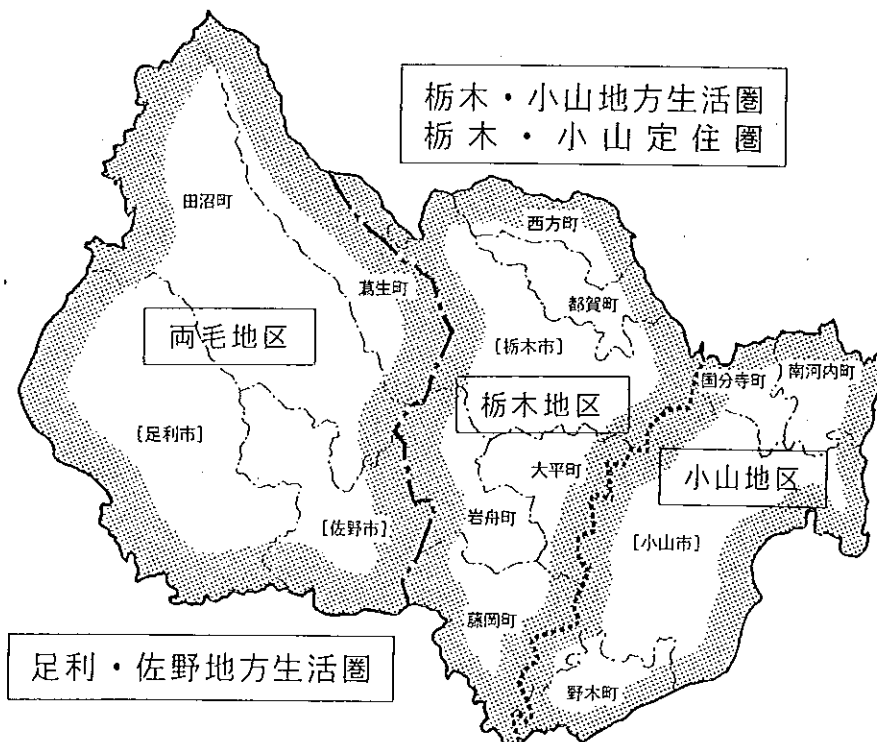 栃木・小山地方生活圏
栃木・小山定住圏
田沼町
西方町
葛生町
都賀町
両毛地区
[栃木市]
国分寺町
南河内町
栃木地区
[足利市]
大平町
小山地区
岩舟町
[佐野市]
[小山市]
藤岡町
足利・佐野地方生活圏
野木町